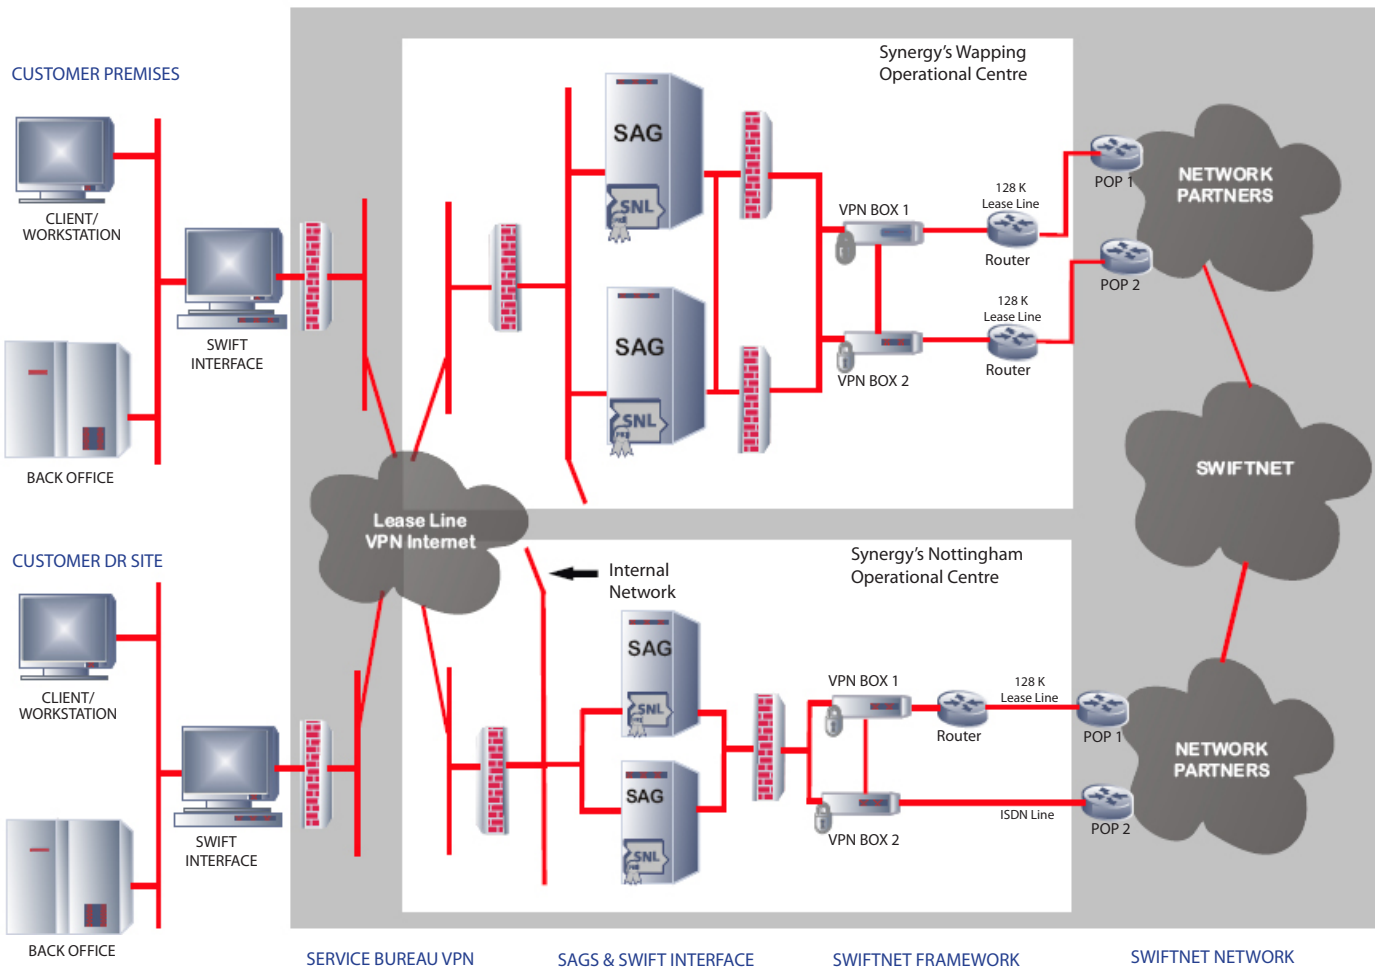 Synergy's Wapping
Operational Centre
CUSTOMER PREMISES
CLIENT/
WORKSTATION
SWIFT
INTERFACE
BACK OFFICE
SAG
SNL
SAG
SNL
VPN BOX 1
128 K
Lease Line
Router
POP 1
NETWORK
PARTNERS
POP 2
128 K
Lease Line
Router
VPN BOX 2
SWIFTNET
Lease Line
VPN Internet
CUSTOMER DR SITE
CLIENT/
WORKSTATION
SWIFT
INTERFACE
BACK OFFICE
Internal
Network
Synergy's Nottingham
Operational Centre
SAG
SNL
SAG
SNL
VPN BOX 1
Router
128 K
Lease Line
POP 1
NETWORK
PARTNERS
VPN BOX 2
ISDN Line
POP 2
SERVICE BUREAU VPN
SAGS & SWIFT INTERFACE
SWIFTNET FRAMEWORK
SWIFTNET NETWORK